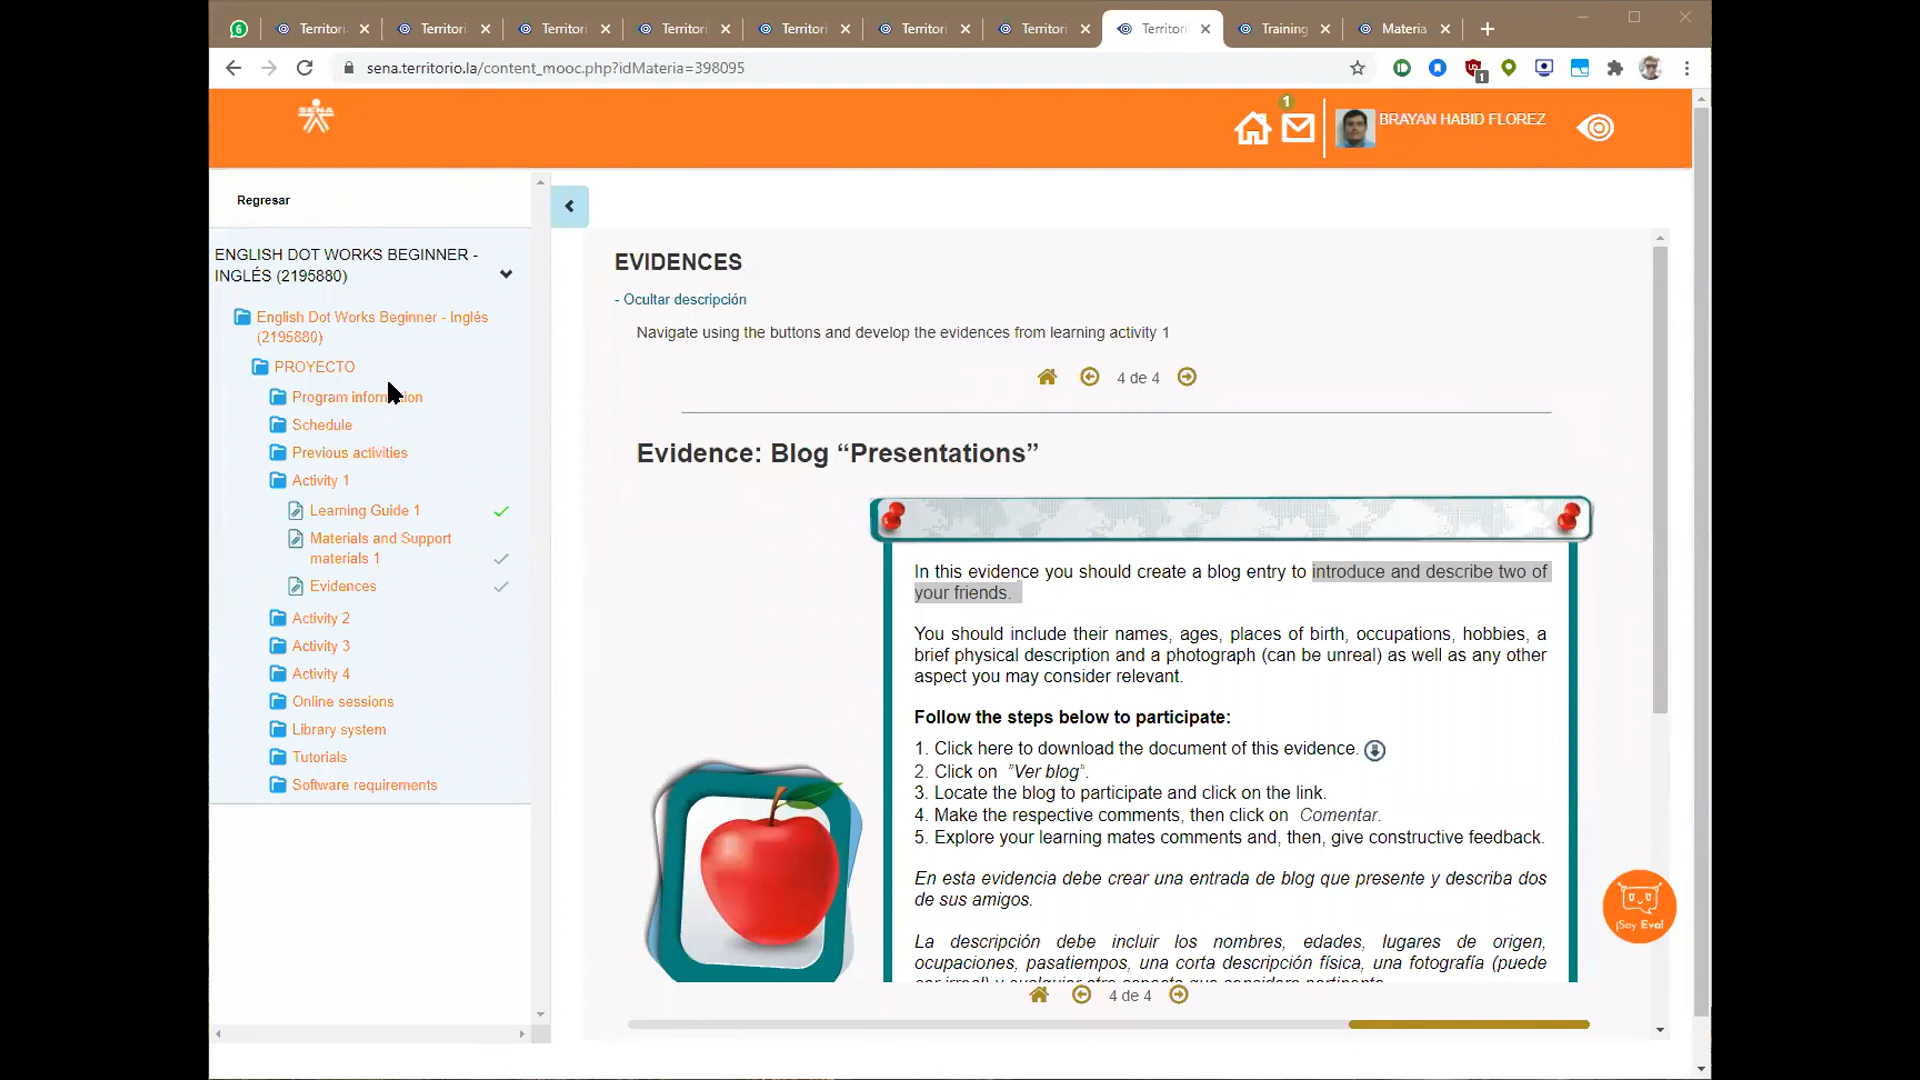 6
Territori
Territori
Territori
Territori
Territori
Territori
Territori
Territori
Training
Materia
sena.territorio.la/content_mooc.php?idMateria=398095
1
SENA
1
BRAYAN HABID FLOREZ
Regresar
ENGLISH DOT WORKS BEGINNER -
INGLÉS (2195880)
English Dot Works Beginner - Inglés
(2195880)
PROYECTO
Program information
Schedule
Previous activities
Activity 1
Learning Guide 1
Materials and Support
materials 1
Evidences
Activity 2
Activity 3
Activity 4
Online sessions
Library system
Tutorials
Software requirements
EVIDENCES
- Ocultar descripción
Navigate using the buttons and develop the evidences from learning activity 1
4 de 4
Evidence: Blog “Presentations”
In this evidence you should create a blog entry to introduce and describe two of
your friends.
You should include their names, ages, places of birth, occupations, hobbies, a
brief physical description and a photograph (can be unreal) as well as any other
aspect you may consider relevant.
Follow the steps below to participate:
1. Click here to download the document of this evidence.
2. Click on "Ver blog".
3. Locate the blog to participate and click on the link.
4. Make the respective comments, then click on Comentar.
5. Explore your learning mates comments and, then, give constructive feedback.
En esta evidencia debe crear una entrada de blog que presente y describa dos
de sus amigos.
La descripción debe incluir los nombres, edades, lugares de origen,
ocupaciones, pasatiempos, una corta descripción física, una fotografía (puede
ser irreal) y cualquier otro aspecto que considere pertinente.
4 de 4
¡Soy Eva!